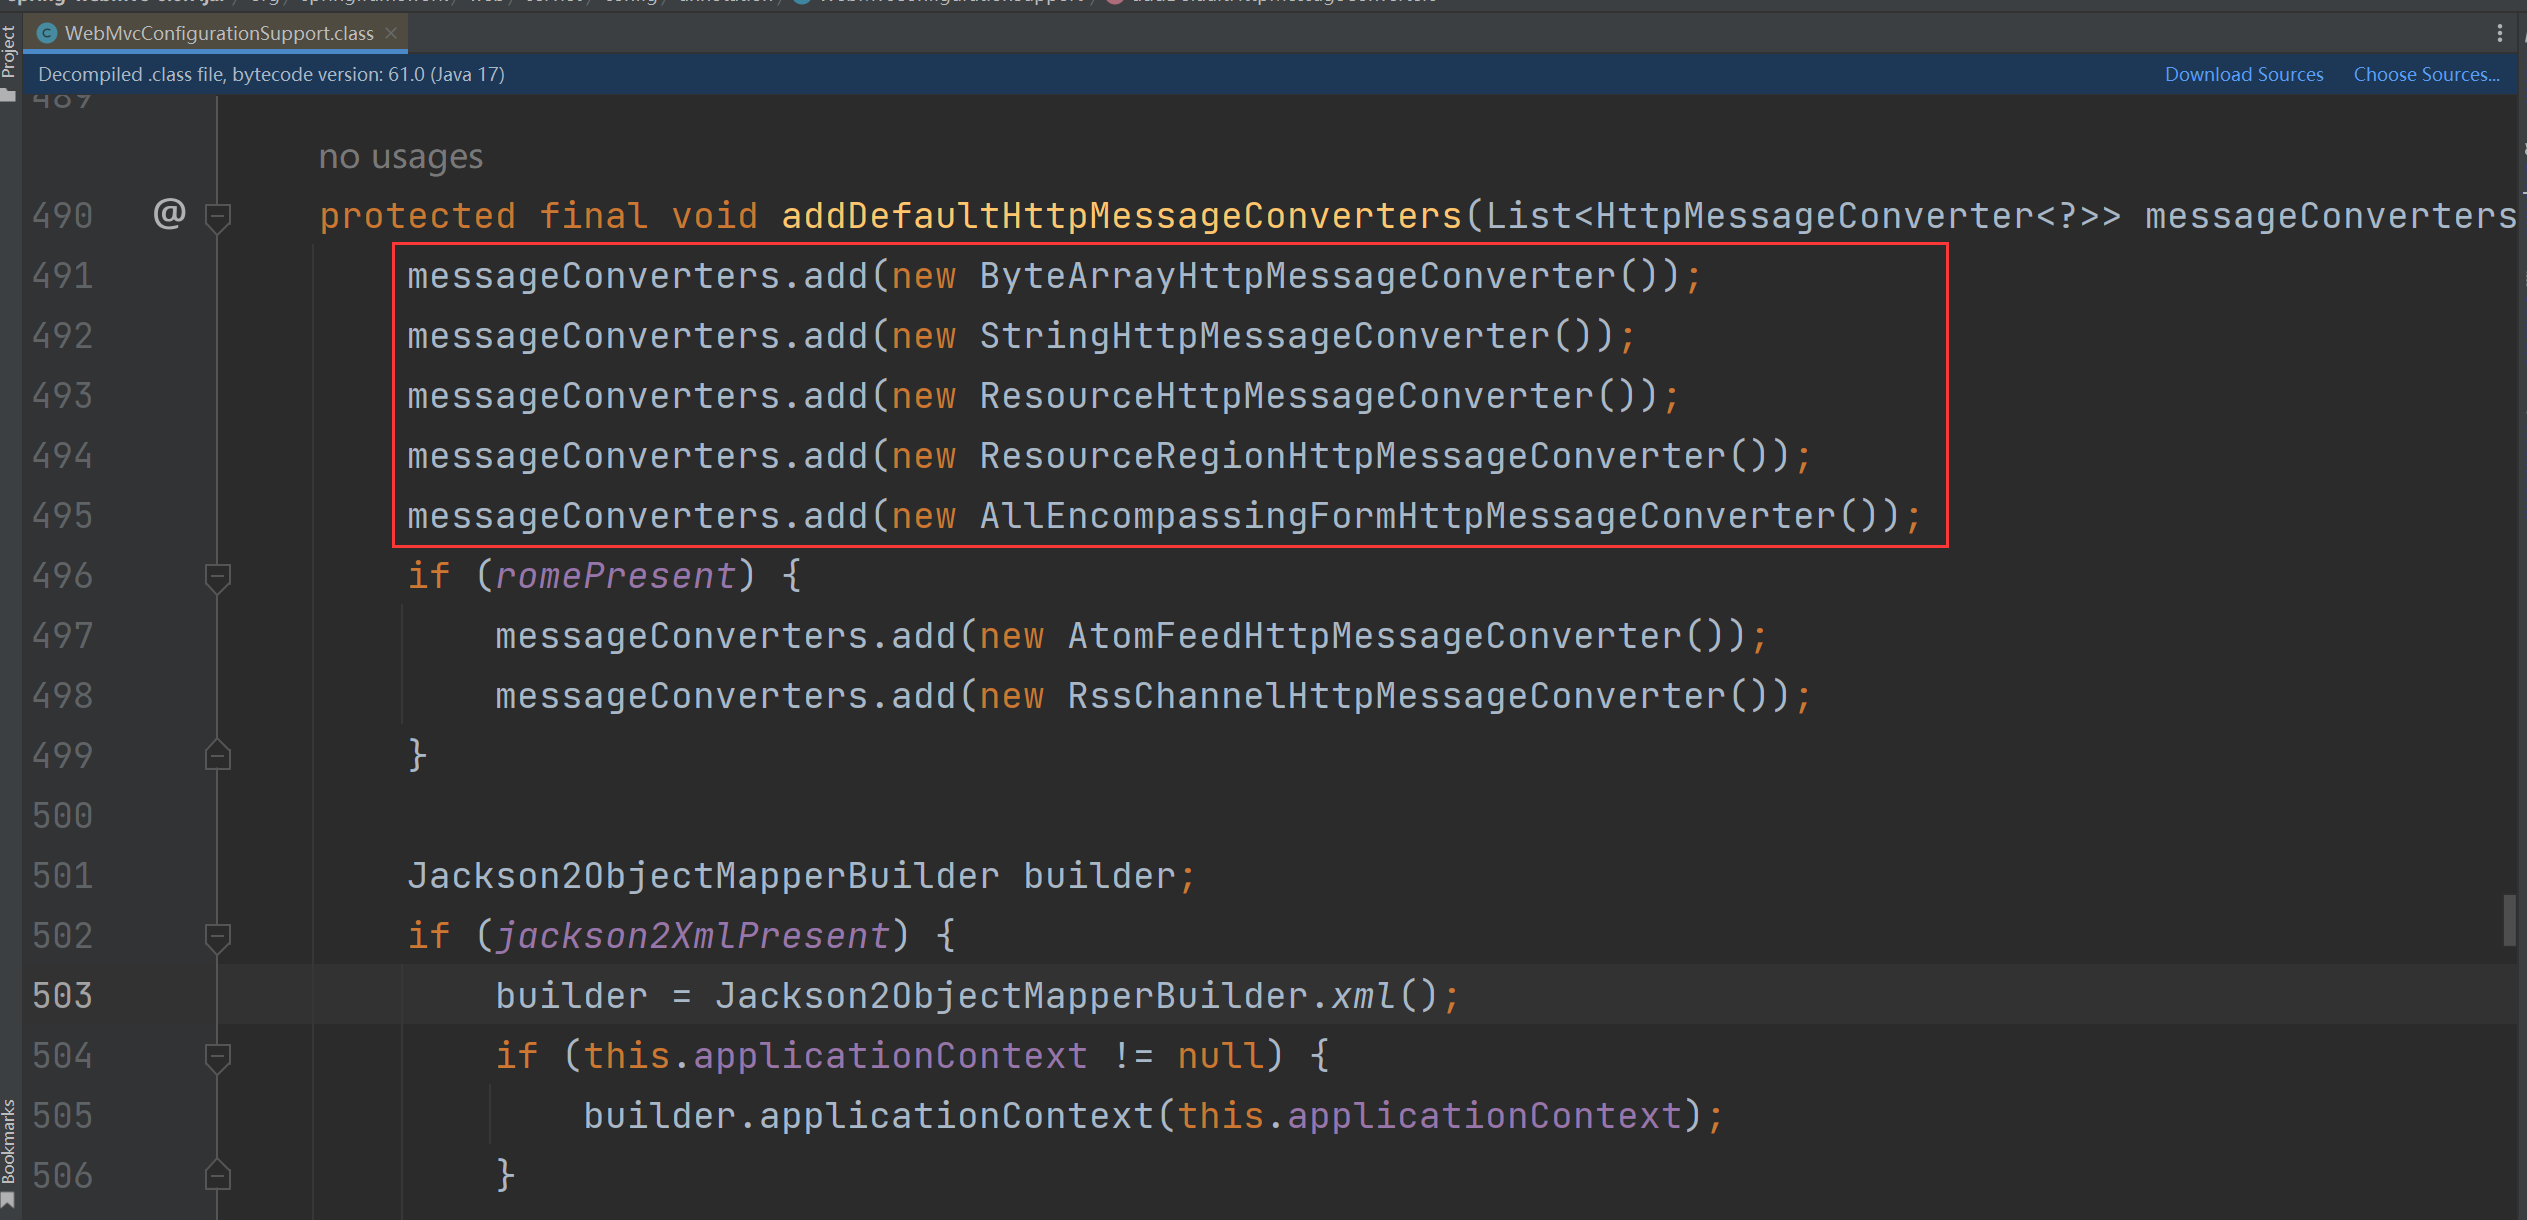 Project
WebMvcConfigurationSupport.class
Decompiled .class file, bytecode version: 61.0 (Java 17)
Download Sources
Choose Sources...
489
no usages
490 @ protected final void addDefaultHttpMessageConverters(List<HttpMessageConverter<?>> messageConverters
491 messageConverters.add(new ByteArrayHttpMessageConverter());
492 messageConverters.add(new StringHttpMessageConverter());
493 messageConverters.add(new ResourceHttpMessageConverter());
494 messageConverters.add(new ResourceRegionHttpMessageConverter());
495 messageConverters.add(new AllEncompassingFormHttpMessageConverter());
496 if (romePresent) {
497 messageConverters.add(new AtomFeedHttpMessageConverter());
498 messageConverters.add(new RssChannelHttpMessageConverter());
499 }
500
501 Jackson2ObjectMapperBuilder builder;
502 if (jackson2XmlPresent) {
503 builder = Jackson2ObjectMapperBuilder.xml();
504 if (this.applicationContext != null) {
505 builder.applicationContext(this.applicationContext);
506 }
Bookmarks